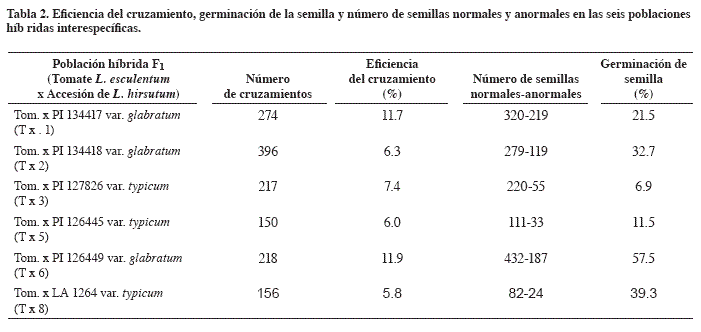 Tabla 2. Eficiencia del cruzamiento, germinación de la semilla y número de semillas normales y anormales en las seis poblaciones
híb ridas interespecíficas.
Población híbrida F1
(Tomate L. esculentum
x Accesión de L. hirsutum)
Número
de cruzamientos
Eficiencia
del cruzamiento
(%)
Número de semillas
normales-anormales
Germinación de
semilla
(%)
Tom. x PI 134417 var. glabratum 274 11.7 320-219 21.5
(T x . 1)
Tom. x PI 134418 var. glabratum 396 6.3 279-119 32.7
(T x 2)
Tom. x PI 127826 var. typicum 217 7.4 220-55 6.9
(T x 3)
Tom. x PI 126445 var. typicum 150 6.0 111-33 11.5
(T x 5)
Tom. x PI 126449 var. glabratum 218 11.9 432-187 57.5
(T x 6)
Tom. x LA 1264 var. typicum 156 5.8 82-24 39.3
(T x 8)